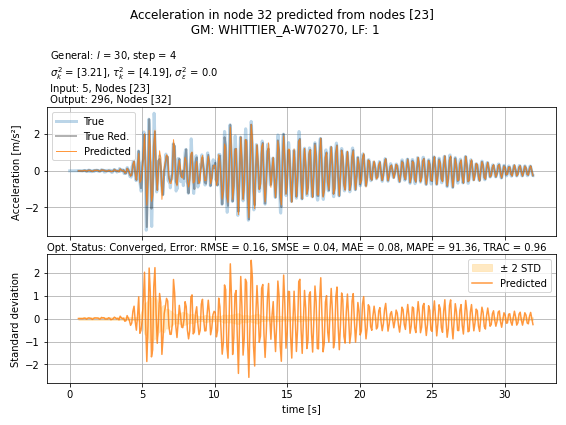 Acceleration in node 32 predicted from nodes [23]
GM: WHITTIER_A-W70270, LF: 1
General: l = 30, step = 4
σ²ₖ = [3.21], τ²ₖ = [4.19], σ²ε = 0.0
Input: 5, Nodes [23]
Output: 296, Nodes [32]
Acceleration [m/s²]
2
0
−2
True
True Red.
Predicted
Opt. Status: Converged, Error: RMSE = 0.16, SMSE = 0.04, MAE = 0.08, MAPE = 91.36, TRAC = 0.96
Standard deviation
2
1
0
−1
−2
± 2 STD
Predicted
0 5 10 15 20 25 30
time [s]